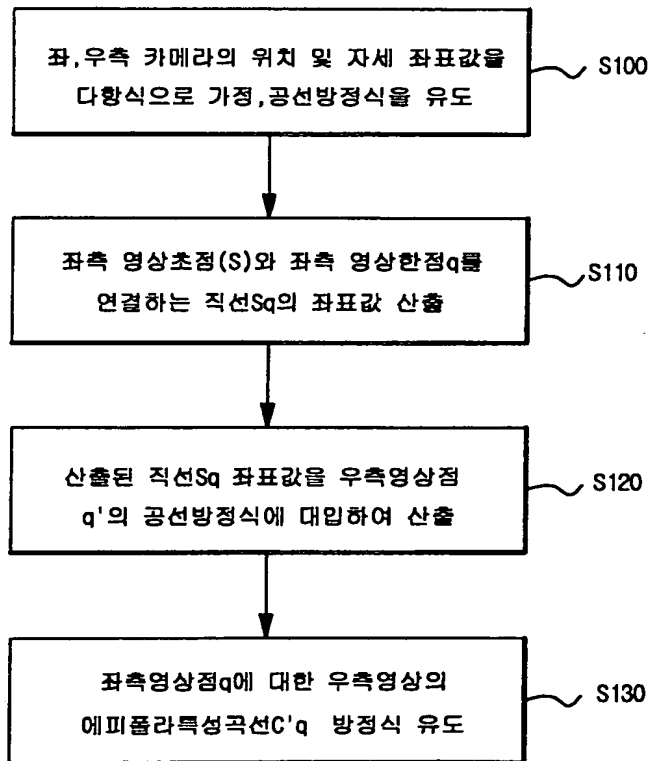 좌,우측 카메라의 위치 및 자세 좌표값을
다항식으로 가정,공선방정식을 유도
S100
좌측 영상초점(S)와 좌측 영상한점q를
연결하는 직선Sq의 좌표값 산출
S110
산출된 직선Sq 좌표값을 우측영상점
q'의 공선방정식에 대입하여 산출
S120
좌측영상점q에 대한 우측영상의
에피폴라특성곡선C'q 방정식 유도
S130